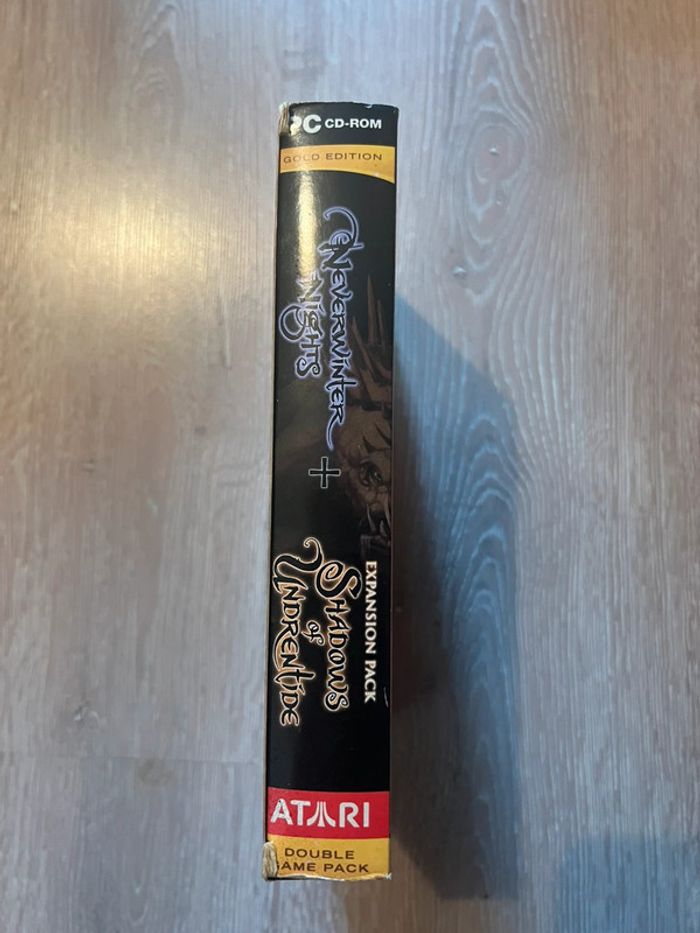 PC CD-ROM
GOLD EDITION
NEVERWINTER
NIGHTS
+
EXPANSION PACK
SHADOWS
OF
UNDRENTIDE
ATARI
DOUBLE
GAME PACK